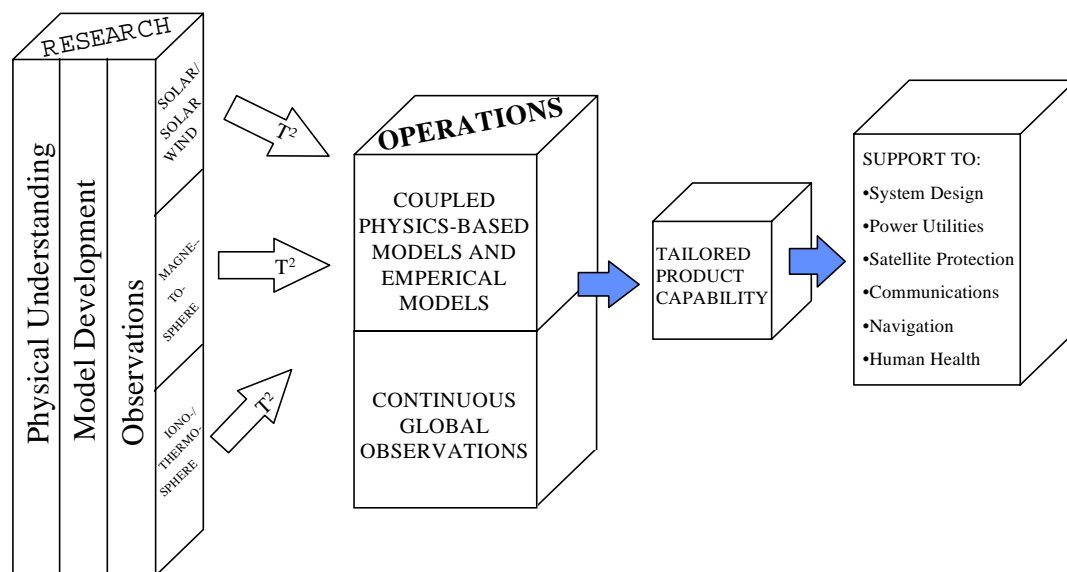 RESEARCH
Physical Understanding
Model Development
Observations
SOLAR/
SOLAR
WIND
MAGNE-
TO-
SPHERE
IONO-/
THERMO-
SPHERE
T²
T²
T²
OPERATIONS
COUPLED
PHYSICS-BASED
MODELS AND
EMPERICAL
MODELS
CONTINUOUS
GLOBAL
OBSERVATIONS
TAILORED
PRODUCT
CAPABILITY
SUPPORT TO:
•System Design
•Power Utilities
•Satellite Protection
•Communications
•Navigation
•Human Health